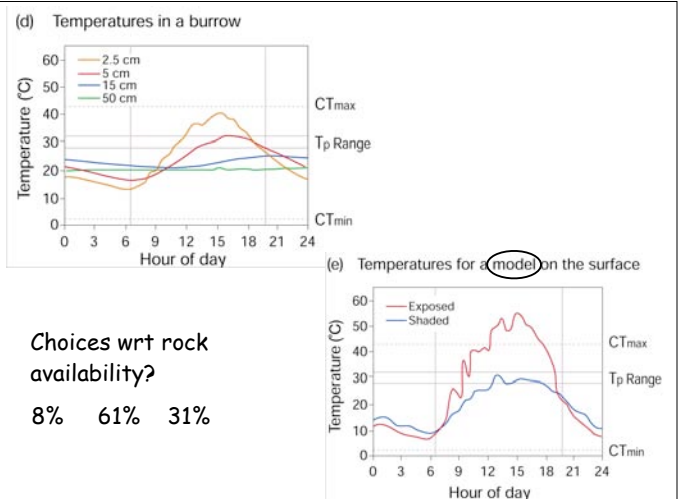 (d) Temperatures in a burrow
60
50
40
30
20
10
0
Temperature (°C)
2.5 cm
5 cm
15 cm
50 cm
CTmax
Tp Range
CTmin
0 3 6 9 12 15 18 21 24
Hour of day
(e) Temperatures for a model on the surface
60
50
40
30
20
10
0
Temperature (°C)
Exposed
Shaded
CTmax
Tp Range
CTmin
0 3 6 9 12 15 18 21 24
Hour of day
Choices wrt rock
availability?
8% 61% 31%